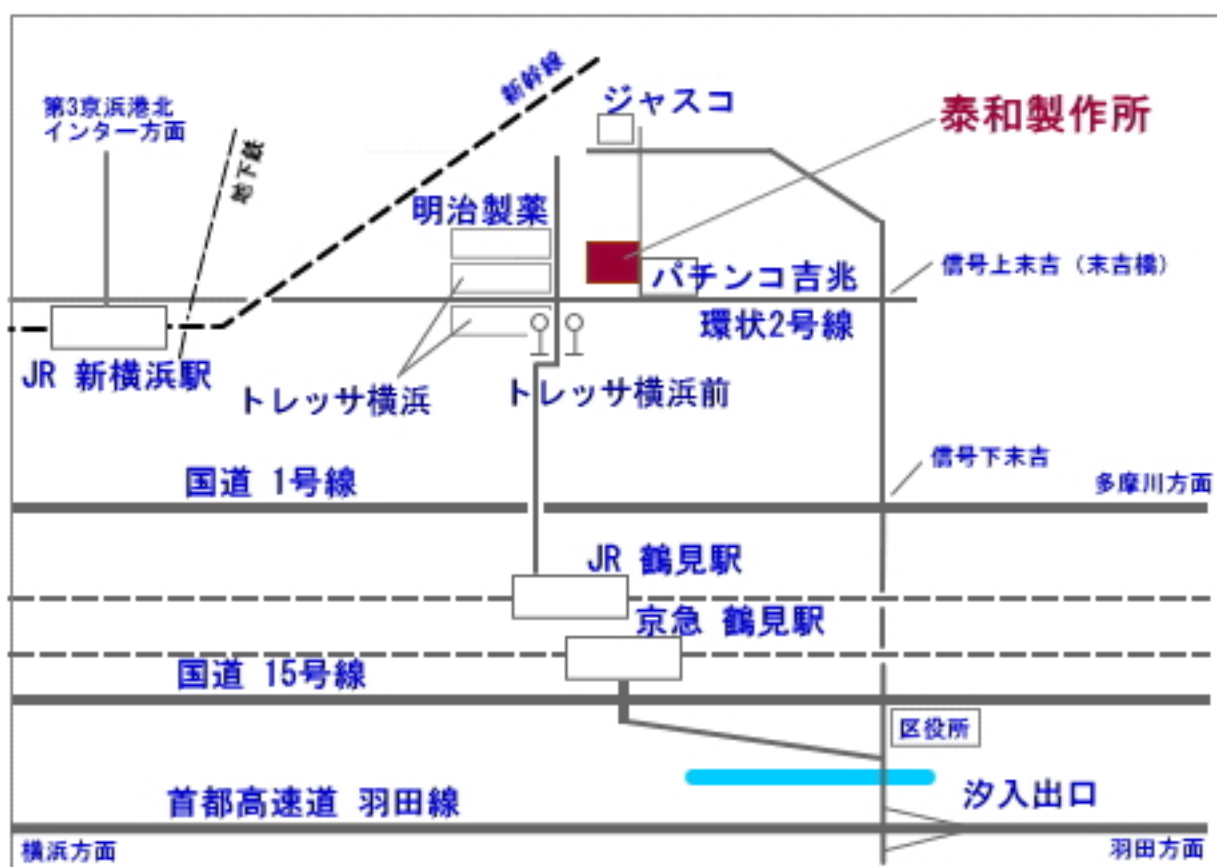 新幹線
ジャスコ
泰和製作所
第3京浜港北
インター方面
地下鉄
明治製薬
信号上末吉 (末吉橋)
パチンコ吉兆
環状2号線
JR 新横浜駅
トレッサ横浜
トレッサ横浜前
信号下末吉
国道 1号線
多摩川方面
JR 鶴見駅
京急 鶴見駅
国道 15号線
区役所
汐入出口
首都高速道 羽田線
横浜方面
羽田方面